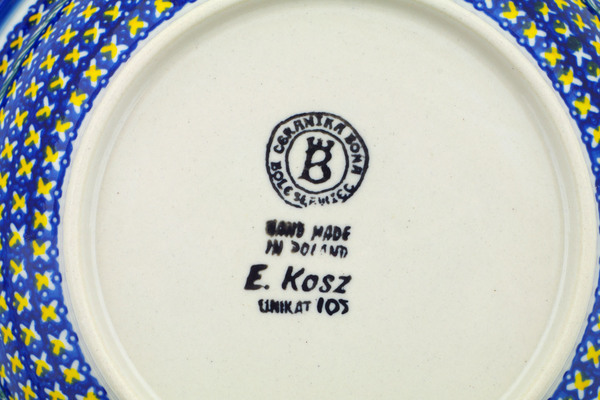 CERAMIKA BONA
BOLESŁAWIEC
B
HAND MADE
IN POLAND
E. Kosz
UNIKAT 105